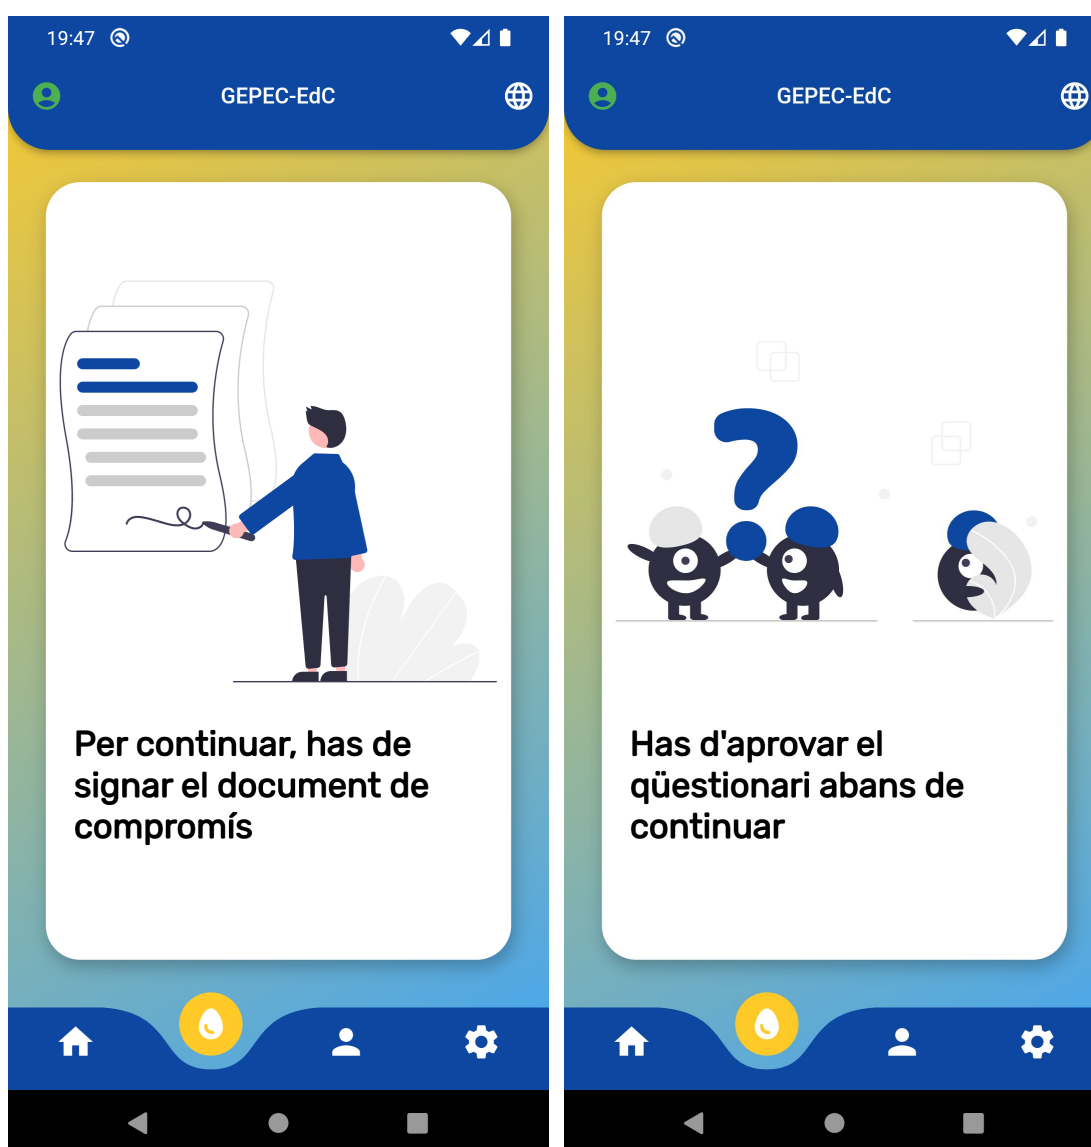 19:47
GEPEC-EdC
Per continuar, has de
signar el document de
compromís
19:47
GEPEC-EdC
Has d'aprovar el
qüestionari abans de
continuar